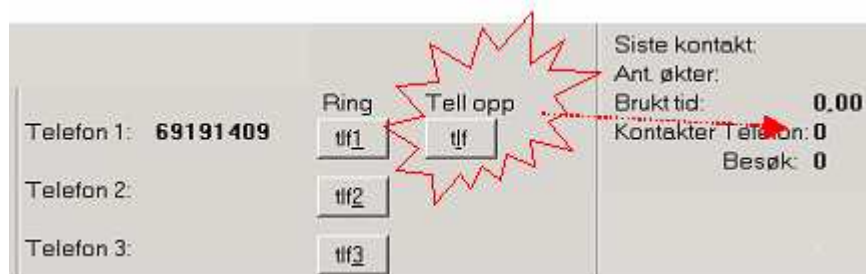 Siste kontakt:
Ant. økter:
Ring Tell opp Brukt tid: 0,00
Telefon 1: 69191409 tlf1 tlf Kontakter Telefon: 0
Besøk: 0
Telefon 2: tlf2
Telefon 3: tlf3